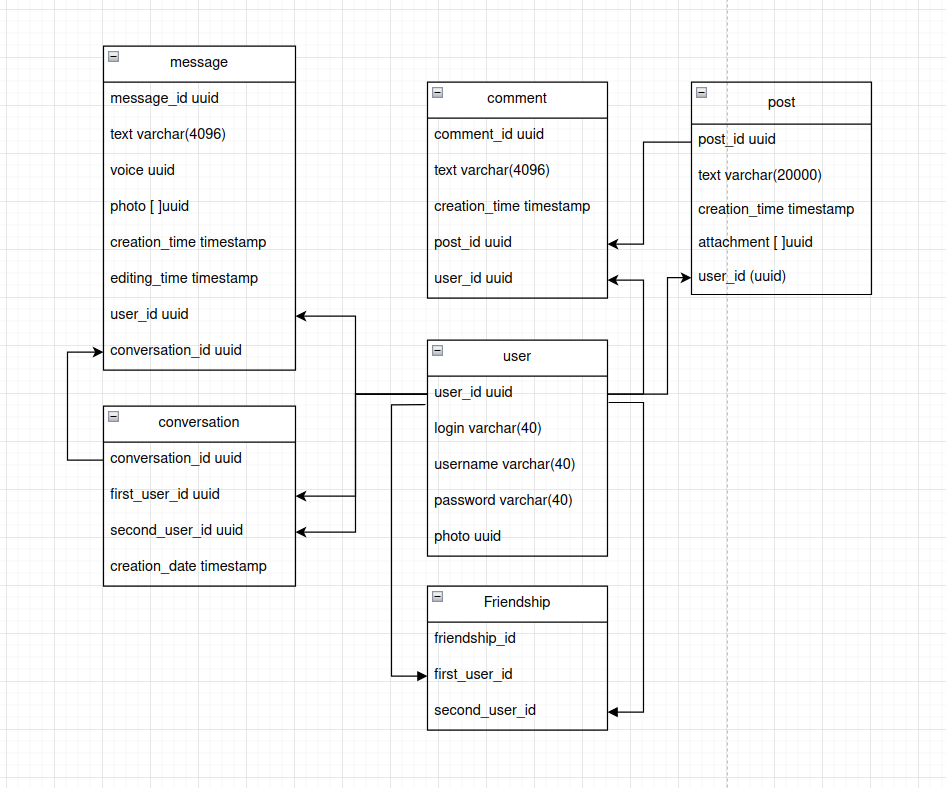 message
message_id uuid
text varchar(4096)
voice uuid
photo [ ]uuid
creation_time timestamp
editing_time timestamp
user_id uuid
conversation_id uuid
conversation
conversation_id uuid
first_user_id uuid
second_user_id uuid
creation_date timestamp
comment
comment_id uuid
text varchar(4096)
creation_time timestamp
post_id uuid
user_id uuid
user
user_id uuid
login varchar(40)
username varchar(40)
password varchar(40)
photo uuid
Friendship
friendship_id
first_user_id
second_user_id
post
post_id uuid
text varchar(20000)
creation_time timestamp
attachment [ ]uuid
user_id (uuid)